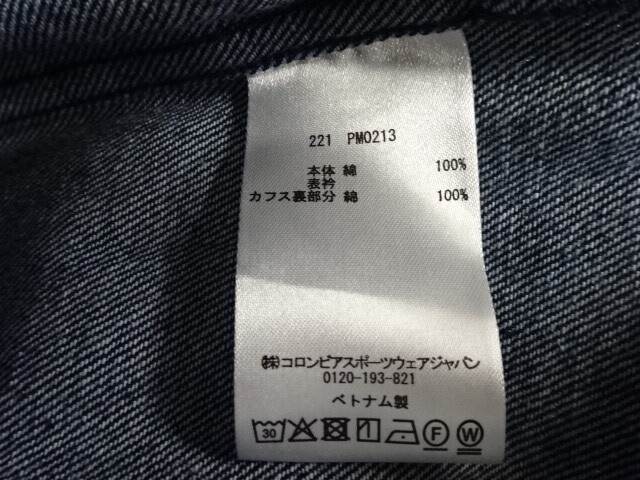 221 PM0213
本体 綿 100%
表衿
カフス裏部分 綿 100%
㈱コロンビアスポーツウェアジャパン
0120-193-821
ベトナム製
30 F W